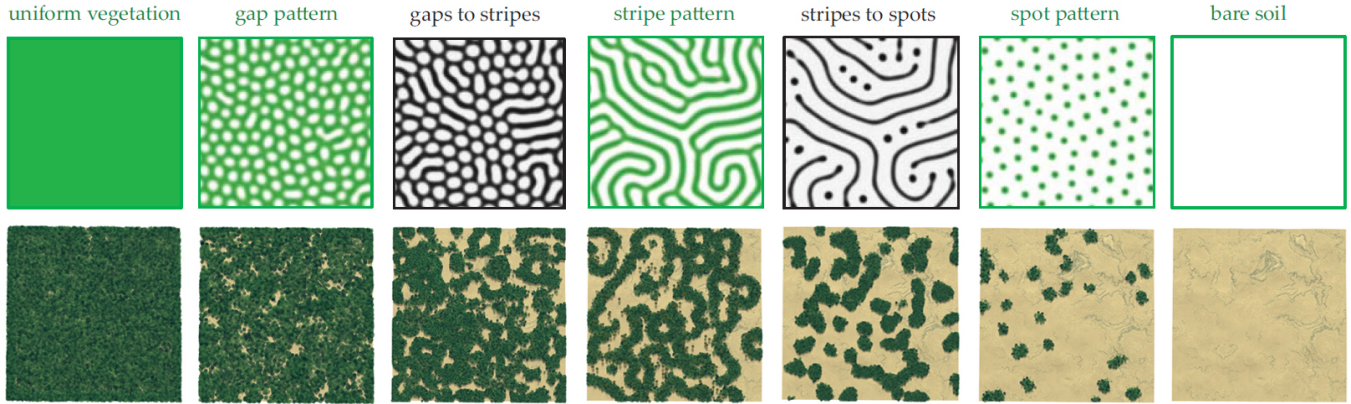 uniform vegetation
gap pattern
gaps to stripes
stripe pattern
stripes to spots
spot pattern
bare soil